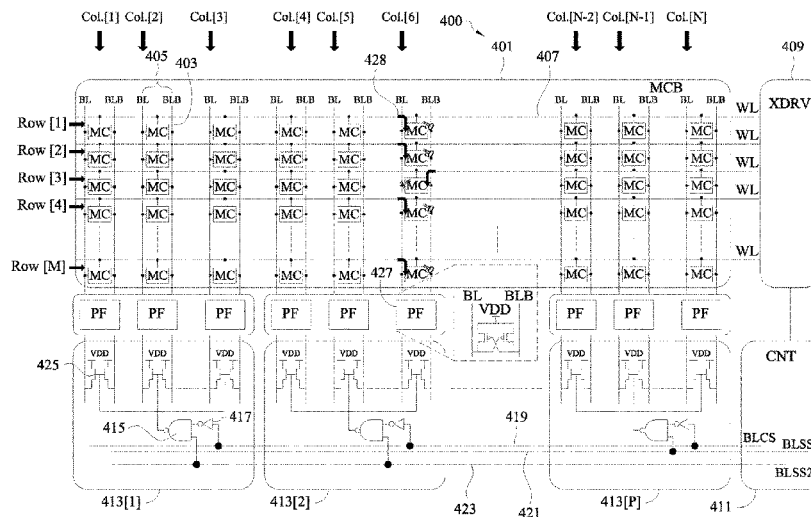 Col.[1] Col.[2] Col.[3] Col.[4] Col.[5] Col.[6] 400 Col.[N-2] Col.[N-1] Col.[N]
405 403 428 401 407 409
MCB
BL BLB BL BLB BL BLB BL BLB BL BLB BL BLB BL BLB BL BLB BL BLB WL XDRV
Row [1] MC MC MC MC MC MC MC MC MC WL
Row [2] MC MC MC MC MC MC MC MC MC WL
Row [3] MC MC MC MC MC MC MC MC MC WL
Row [4] MC MC MC MC MC MC MC MC MC
WL
Row [M] MC MC MC MC MC MC MC MC MC
427
BL BLB
PF PF PF PF PF PF VDD PF PF PF
VDD VDD VDD VDD VDD VDD VDD VDD VDD CNT
425
415 417 419
BLCS
BLSS
BLSS2
413[1] 413[2] 423 421 413[P] 411